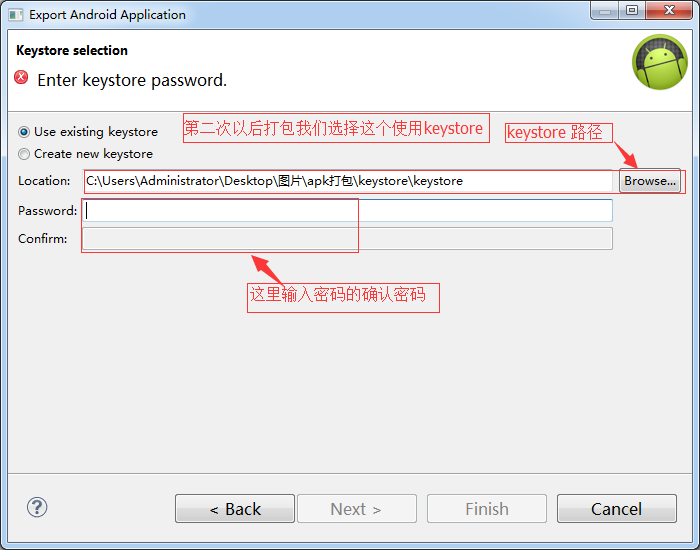 Export Android Application
Keystore selection
Enter keystore password.
Use existing keystore
第二次以后打包我们选择这个使用keystore
keystore 路径
Create new keystore
Location:
C:\Users\Administrator\Desktop\图片\apk打包\keystore\keystore
Browse...
Password:
Confirm:
这里输入密码的确认密码
?
< Back
Next >
Finish
Cancel